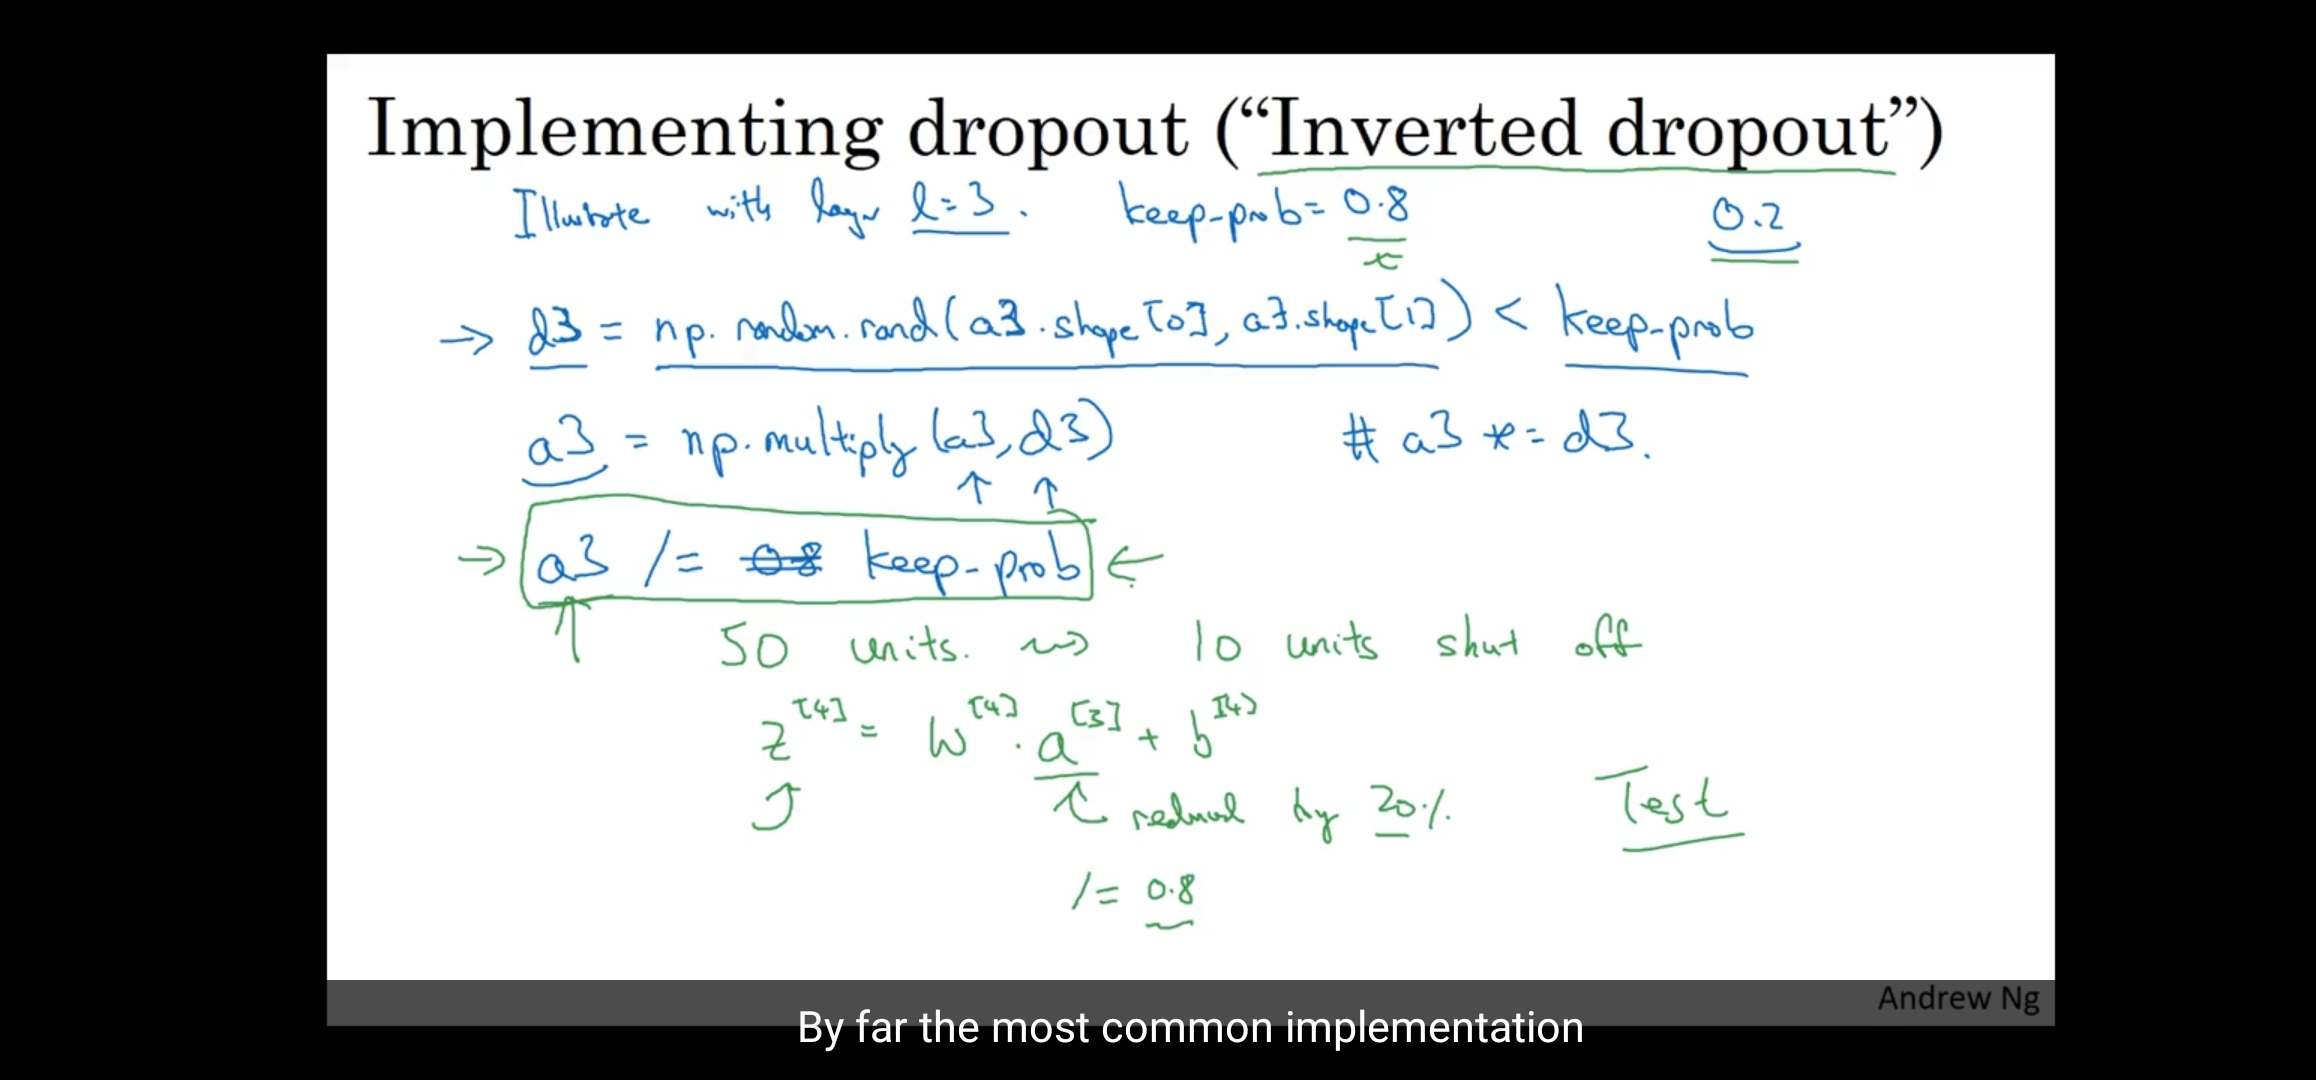 Implementing dropout (“Inverted dropout”)
Illustrate with layer l=3. keep-prob= 0.8 0.2
→ d3 = np.random.rand(a3.shape[0], a3.shape[1]) < keep-prob
a3 = np.multiply(a3, d3) # a3 *= d3.
↑ ↑
→ a3 /= 0.8 keep-prob ←
50 units. ⇝ 10 units shut off
z[4] = W[4] . a[3] + b[4]
reduced by 20%. Test
/= 0.8
Andrew Ng
By far the most common implementation